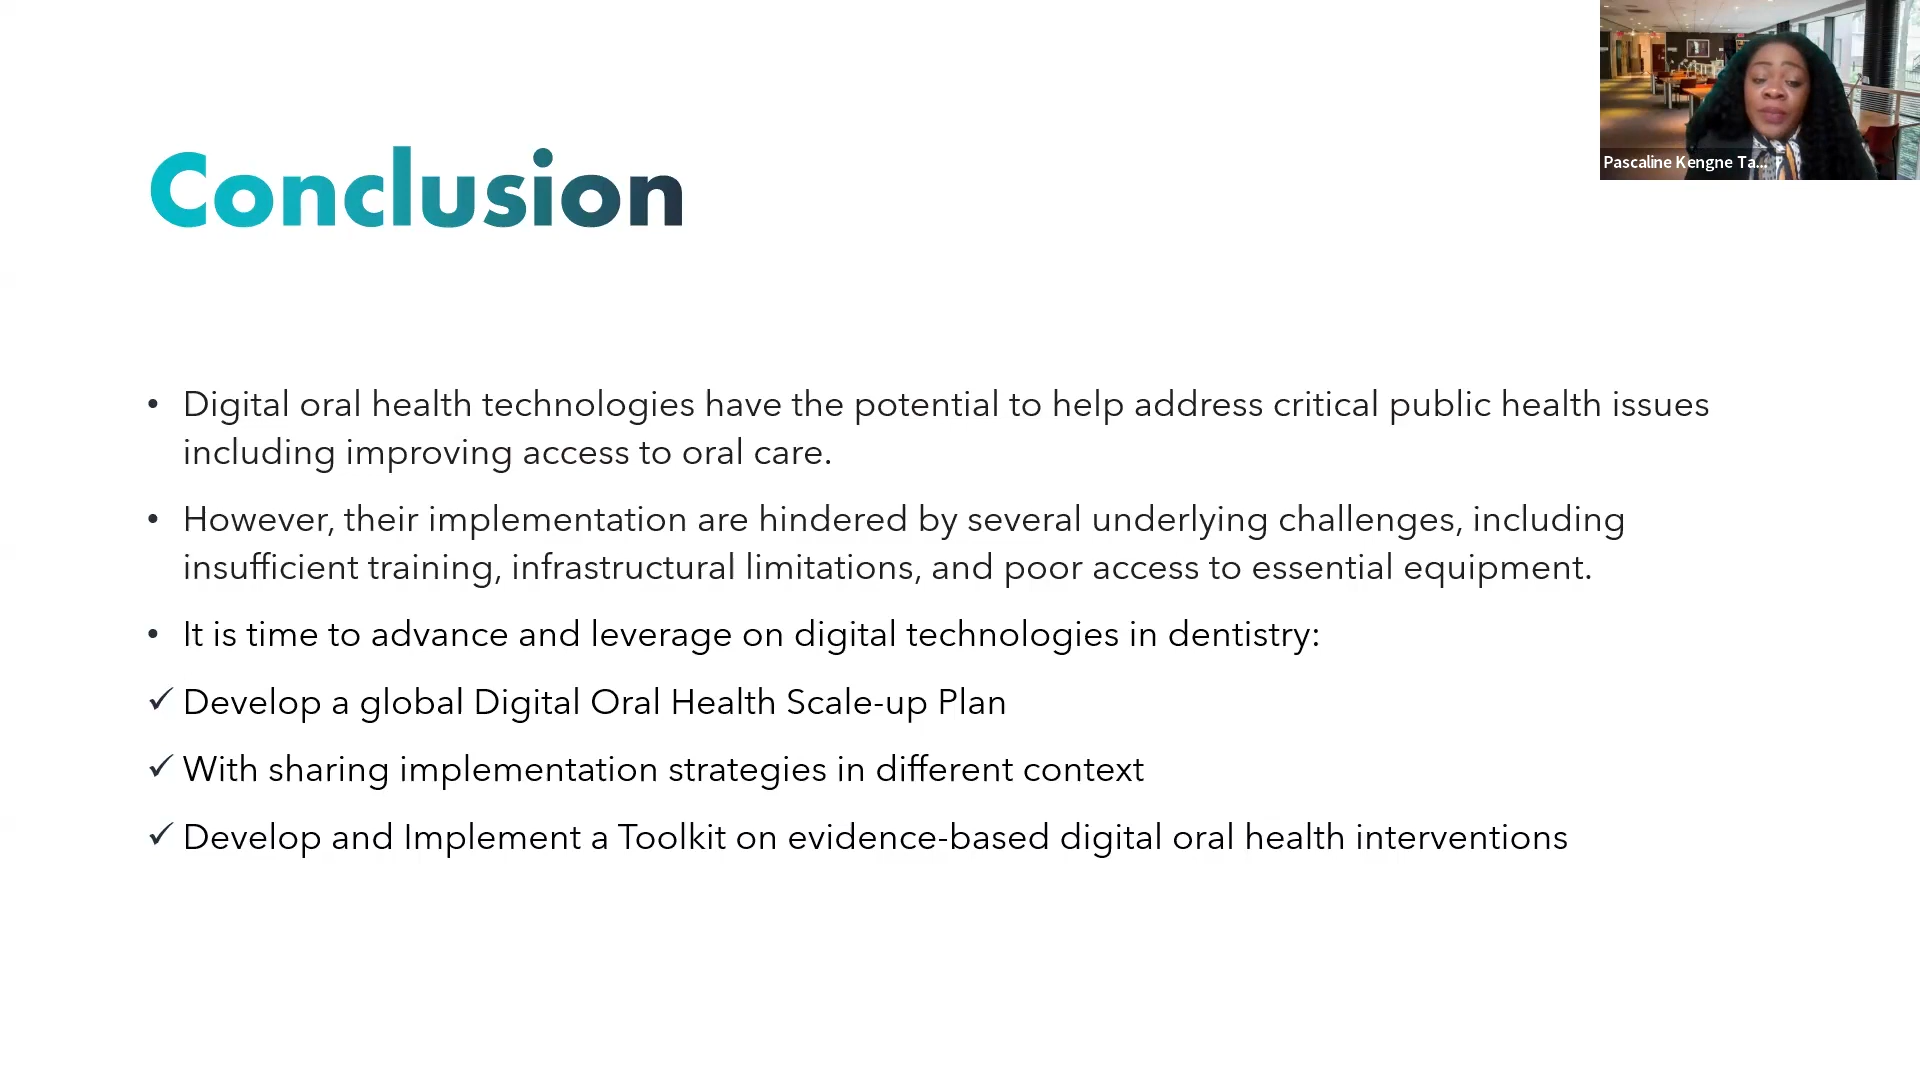 Pascaline Kengne Ta...
Conclusion
• Digital oral health technologies have the potential to help address critical public health issues
including improving access to oral care.
• However, their implementation are hindered by several underlying challenges, including
insufficient training, infrastructural limitations, and poor access to essential equipment.
• It is time to advance and leverage on digital technologies in dentistry:
✓ Develop a global Digital Oral Health Scale-up Plan
✓ With sharing implementation strategies in different context
✓ Develop and Implement a Toolkit on evidence-based digital oral health interventions